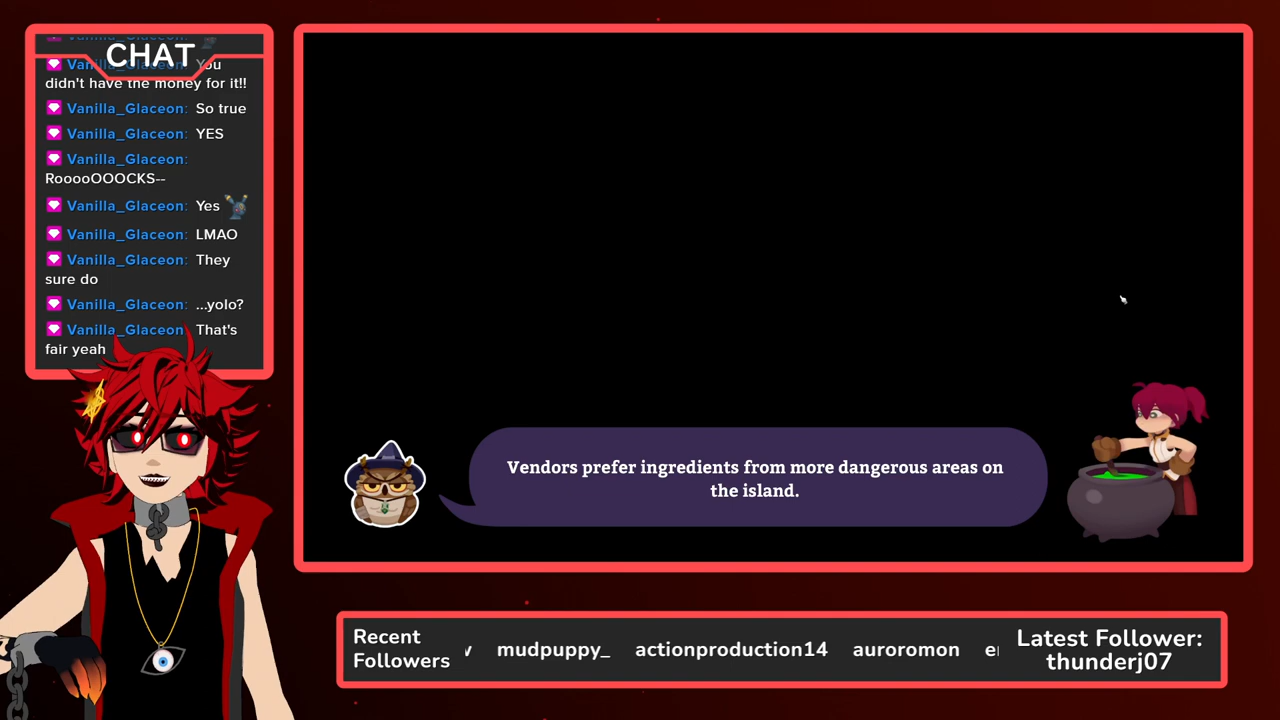 CHAT
Vanilla_Glaceon: You
didn't have the money for it!!
Vanilla_Glaceon: So true
Vanilla_Glaceon: YES
Vanilla_Glaceon:
RooooOOOCKS--
Vanilla_Glaceon: Yes
Vanilla_Glaceon: LMAO
Vanilla_Glaceon: They
sure do
Vanilla_Glaceon: ...yolo?
Vanilla_Glaceon: That's
fair yeah
Vendors prefer ingredients from more dangerous areas on
the island.
Recent
Followers
mudpuppy_ actionproduction14 auroromon
Latest Follower:
thunderj07